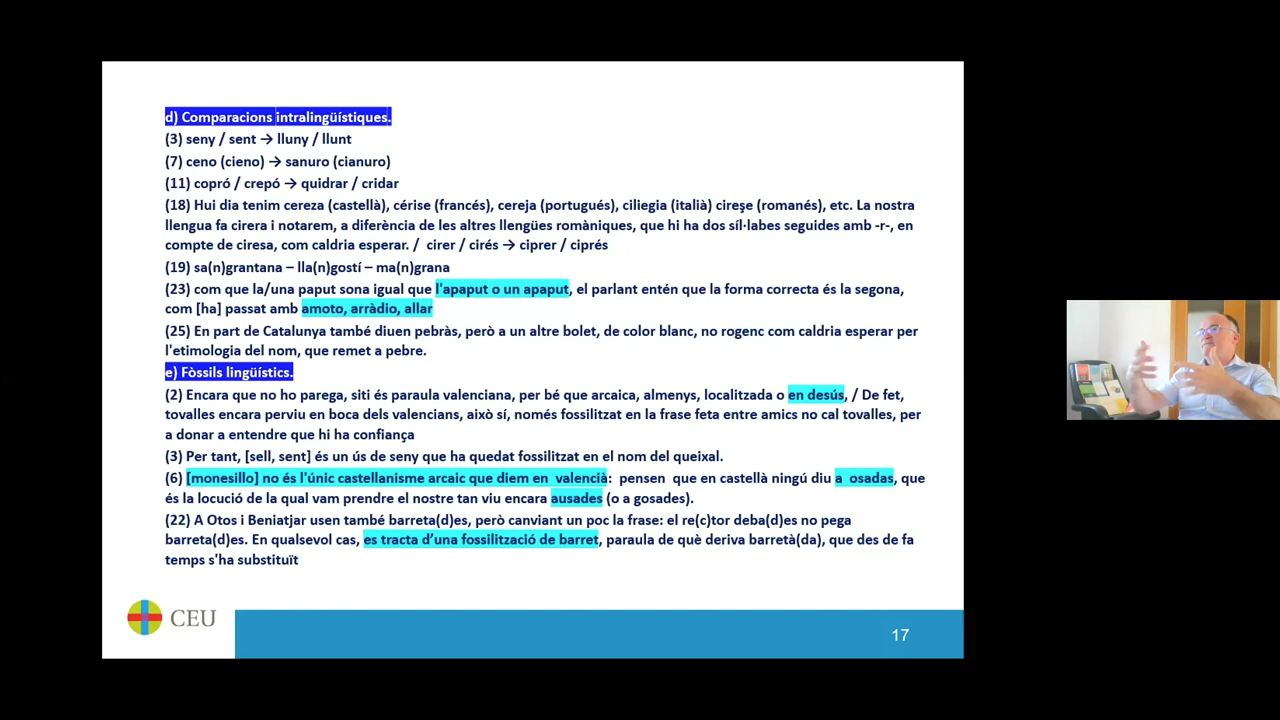 d) Comparacions intralingüístiques.
(3) seny / sent → lluny / llunt
(7) ceno (cieno) → sanuro (cianuro)
(11) copró / crepó → quidrar / cridar
(18) Hui dia tenim cereza (castellà), cérise (francés), cereja (portugués), ciliegia (italià) cireşe (romanés), etc. La nostra
llengua fa cirera i notarem, a diferència de les altres llengües romàniques, que hi ha dos síl·labes seguides amb -r-, en
compte de ciresa, com caldria esperar. / cirer / cirés → ciprer / ciprés
(19) sa(n)grantana – lla(n)gostí – ma(n)grana
(23) com que la/una paput sona igual que l'apaput o un apaput, el parlant entén que la forma correcta és la segona,
com [ha] passat amb amoto, arràdio, allar
(25) En part de Catalunya també diuen pebràs, però a un altre bolet, de color blanc, no rogenc com caldria esperar per
l'etimologia del nom, que remet a pebre.
e) Fòssils lingüístics.
(2) Encara que no ho parega, siti és paraula valenciana, per bé que arcaica, almenys, localitzada o en desús, / De fet,
tovalles encara perviu en boca dels valencians, això sí, només fossilitzat en la frase feta entre amics no cal tovalles, per
a donar a entendre que hi ha confiança
(3) Per tant, [sell, sent] és un ús de seny que ha quedat fossilitzat en el nom del queixal.
(6) [monesillo] no és l'únic castellanisme arcaic que diem en valencià: pensen que en castellà ningú diu a osadas, que
és la locució de la qual vam prendre el nostre tan viu encara ausades (o a gosades).
(22) A Otos i Beniatjar usen també barreta(d)es, però canviant un poc la frase: el re(c)tor deba(d)es no pega
barreta(d)es. En qualsevol cas, es tracta d’una fossilització de barret, paraula de què deriva barretà(da), que des de fa
temps s'ha substituït
CEU
17